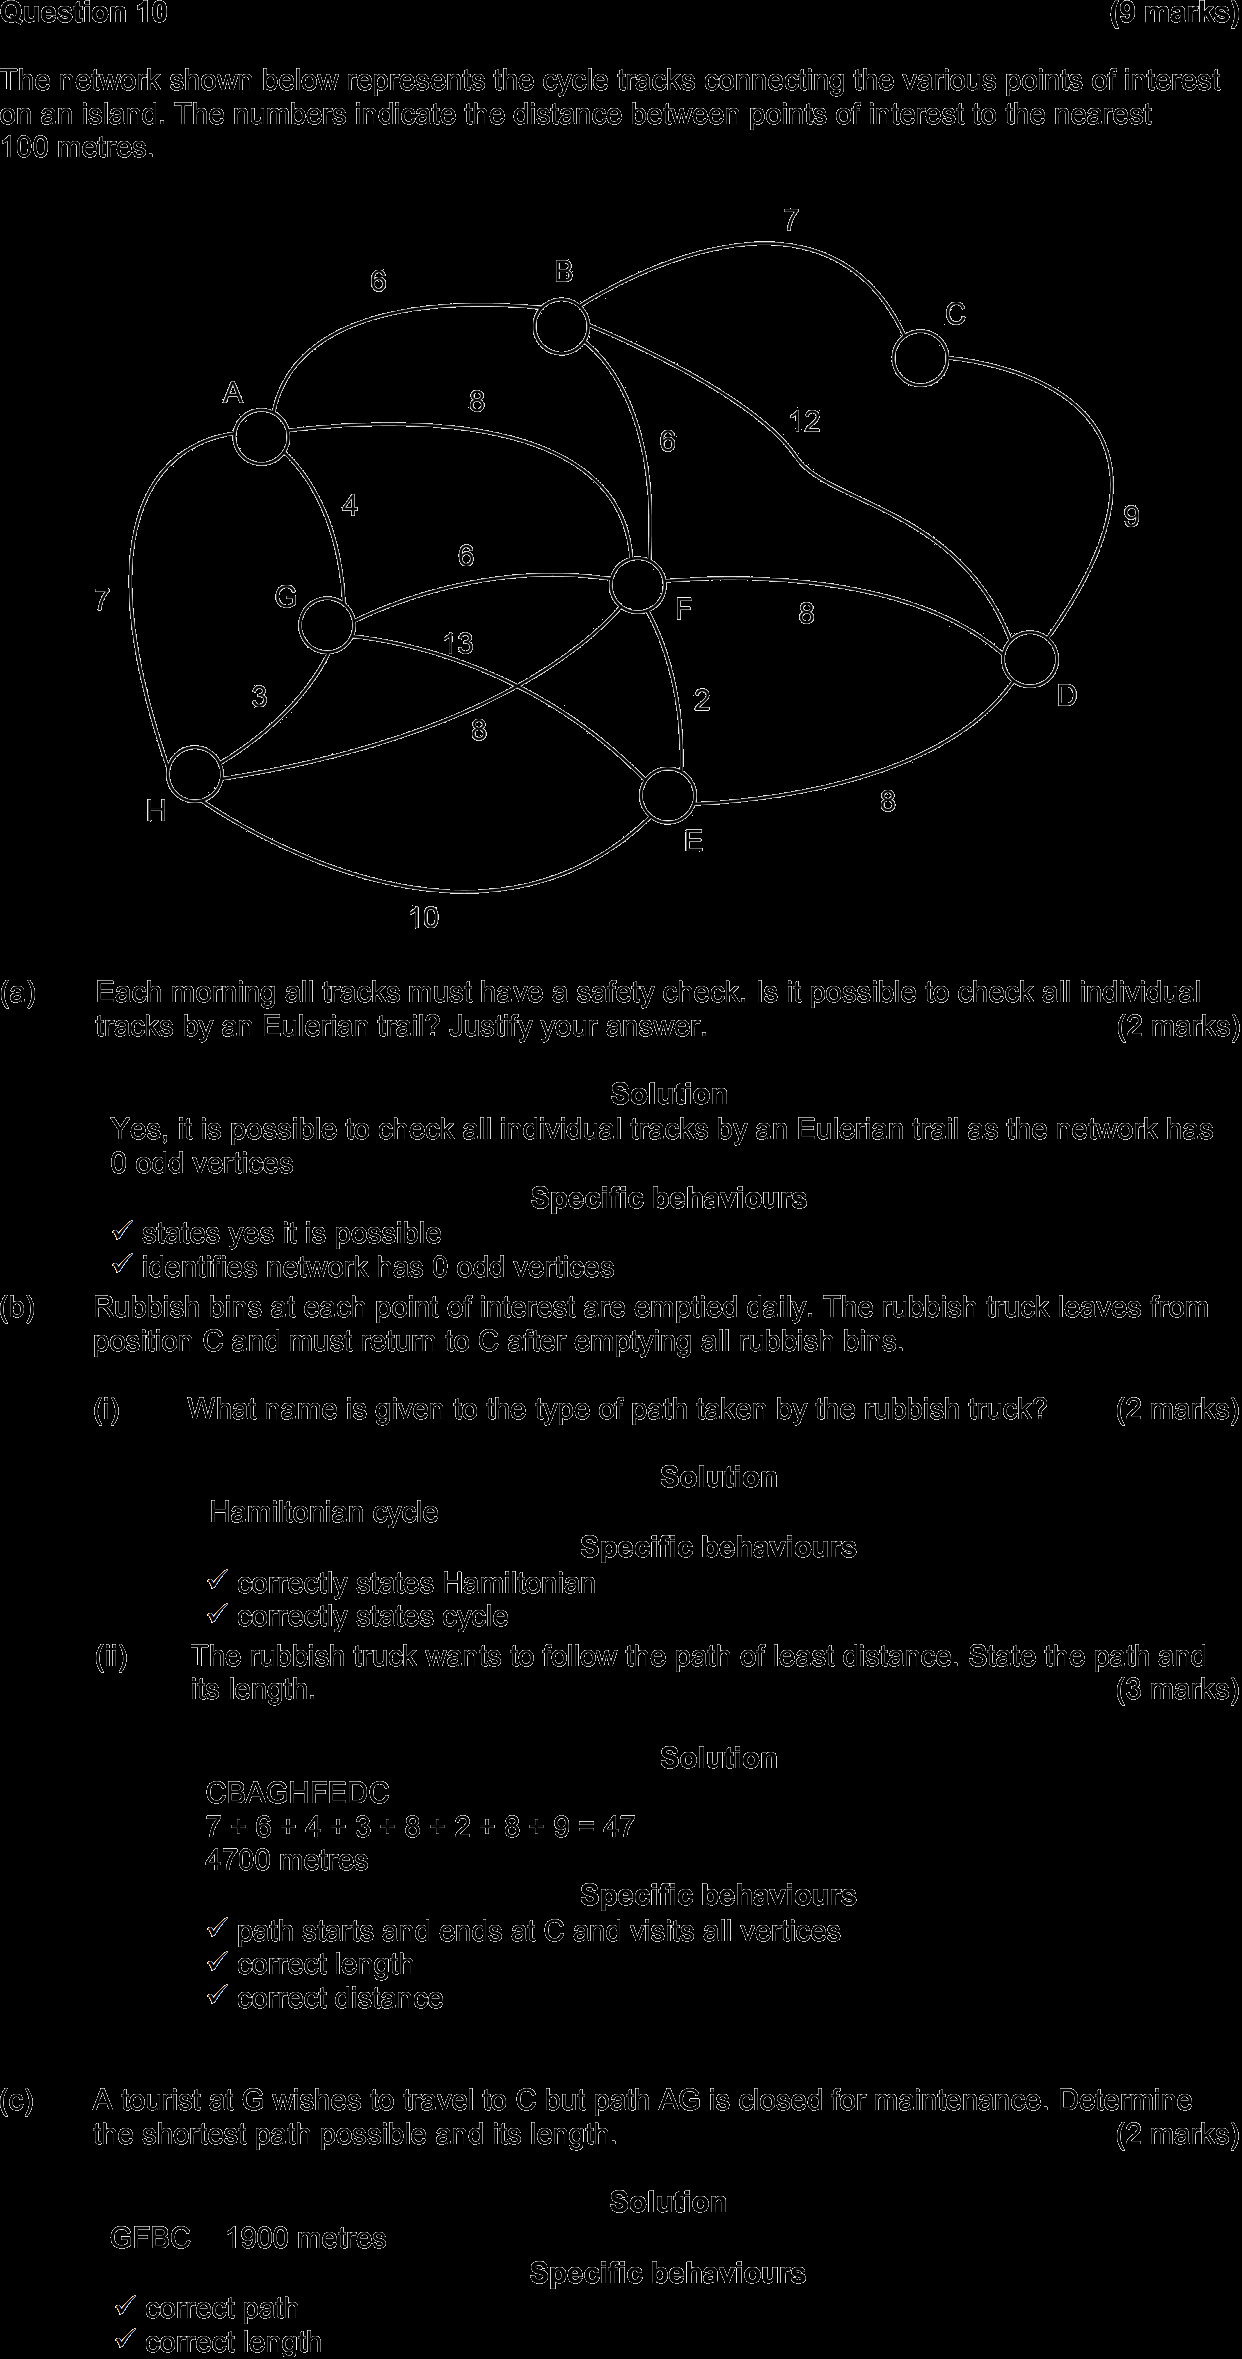 Question 10 (9 marks)
The network shown below represents the cycle tracks connecting the various points of interest
on an island. The numbers indicate the distance between points of interest to the nearest
100 metres.
7
B
6
C
A
8
12
6
4
9
6
G
7
F
8
13
3
2
D
8
H
8
E
10
(a) Each morning all tracks must have a safety check. Is it possible to check all individual
tracks by an Eulerian trail? Justify your answer. (2 marks)
Solution
Yes, it is possible to check all individual tracks by an Eulerian trail as the network has
0 odd vertices
Specific behaviours
✓ states yes it is possible
✓ identifies network has 0 odd vertices
(b) Rubbish bins at each point of interest are emptied daily. The rubbish truck leaves from
position C and must return to C after emptying all rubbish bins.
(i) What name is given to the type of path taken by the rubbish truck? (2 marks)
Solution
Hamiltonian cycle
Specific behaviours
✓ correctly states Hamiltonian
✓ correctly states cycle
(ii) The rubbish truck wants to follow the path of least distance. State the path and
its length. (3 marks)
Solution
CBAGHFEDC
7 + 6 + 4 + 3 + 8 + 2 + 8 + 9 = 47
4700 metres
Specific behaviours
✓ path starts and ends at C and visits all vertices
✓ correct length
✓ correct distance
(c) A tourist at G wishes to travel to C but path AG is closed for maintenance. Determine
the shortest path possible and its length. (2 marks)
Solution
GFBC 1900 metres
Specific behaviours
✓ correct path
✓ correct length